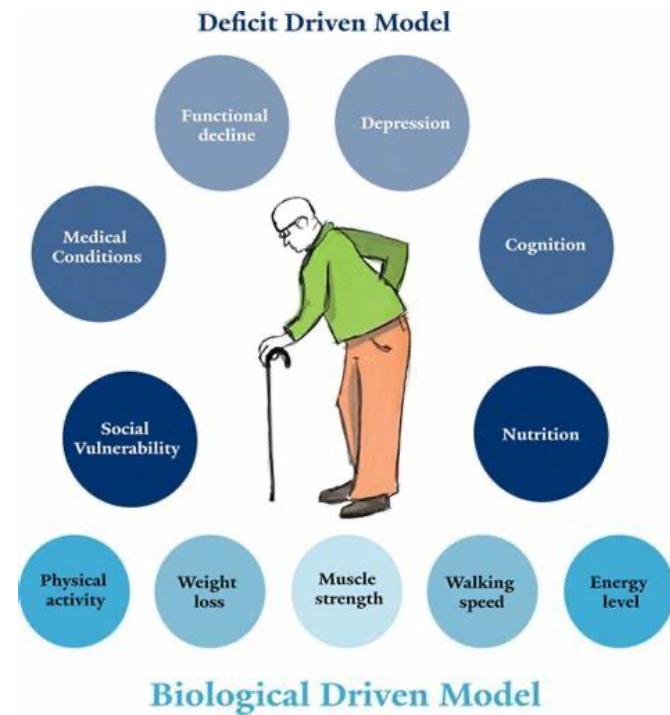 Deficit Driven Model
Functional
decline
Depression
Medical
Conditions
Cognition
Social
Vulnerability
Nutrition
Physical
activity
Weight
loss
Muscle
strength
Walking
speed
Energy
level
Biological Driven Model